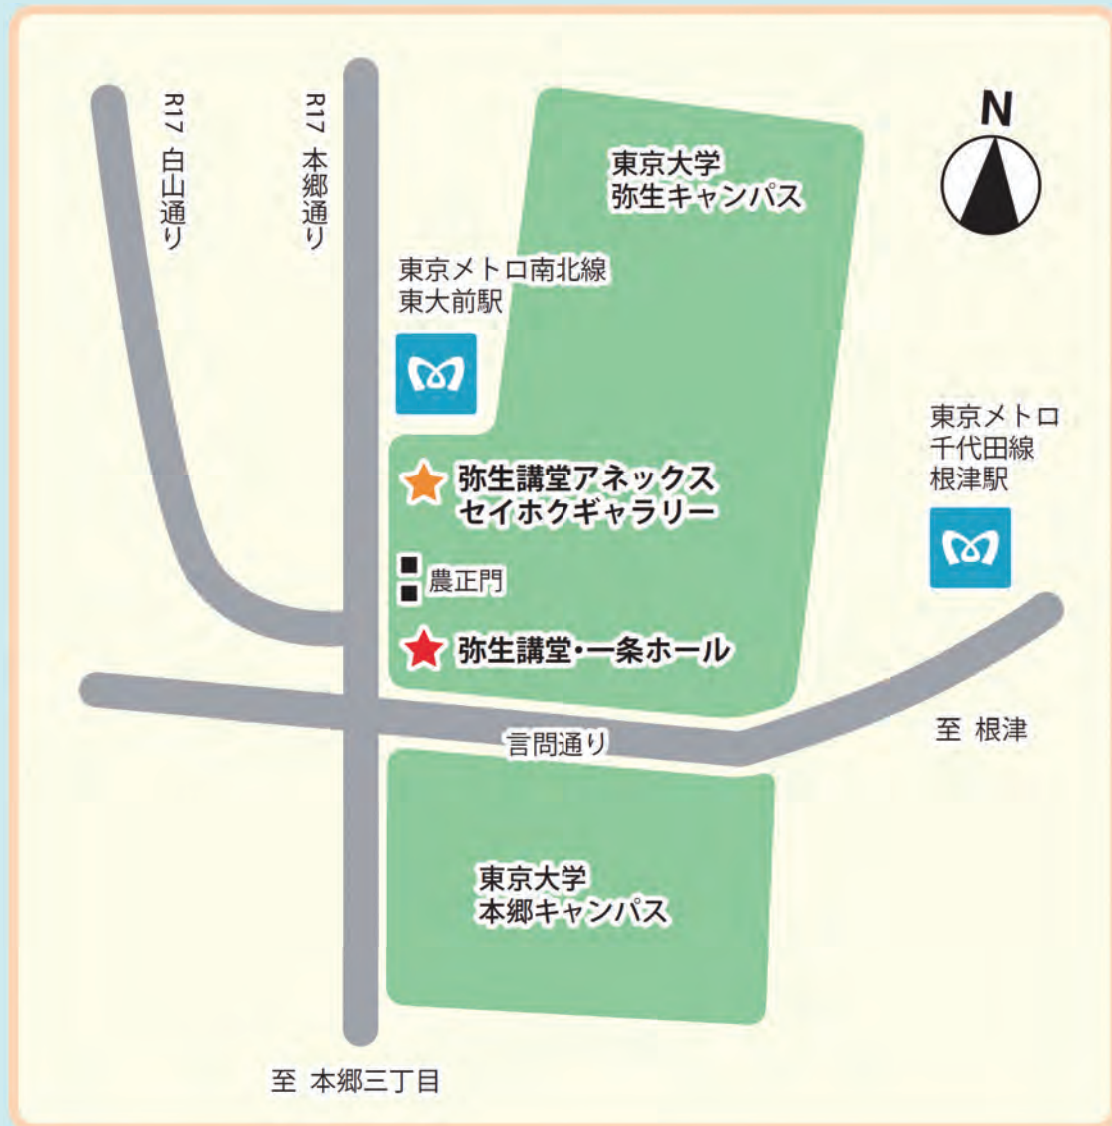 R17 白山通り
R17 本郷通り
東京大学
弥生キャンパス
N
東京メトロ南北線
東大前駅
東京メトロ
千代田線
根津駅
弥生講堂アネックス
セイホクギャラリー
農正門
弥生講堂・一条ホール
言問通り
至 根津
東京大学
本郷キャンパス
至 本郷三丁目